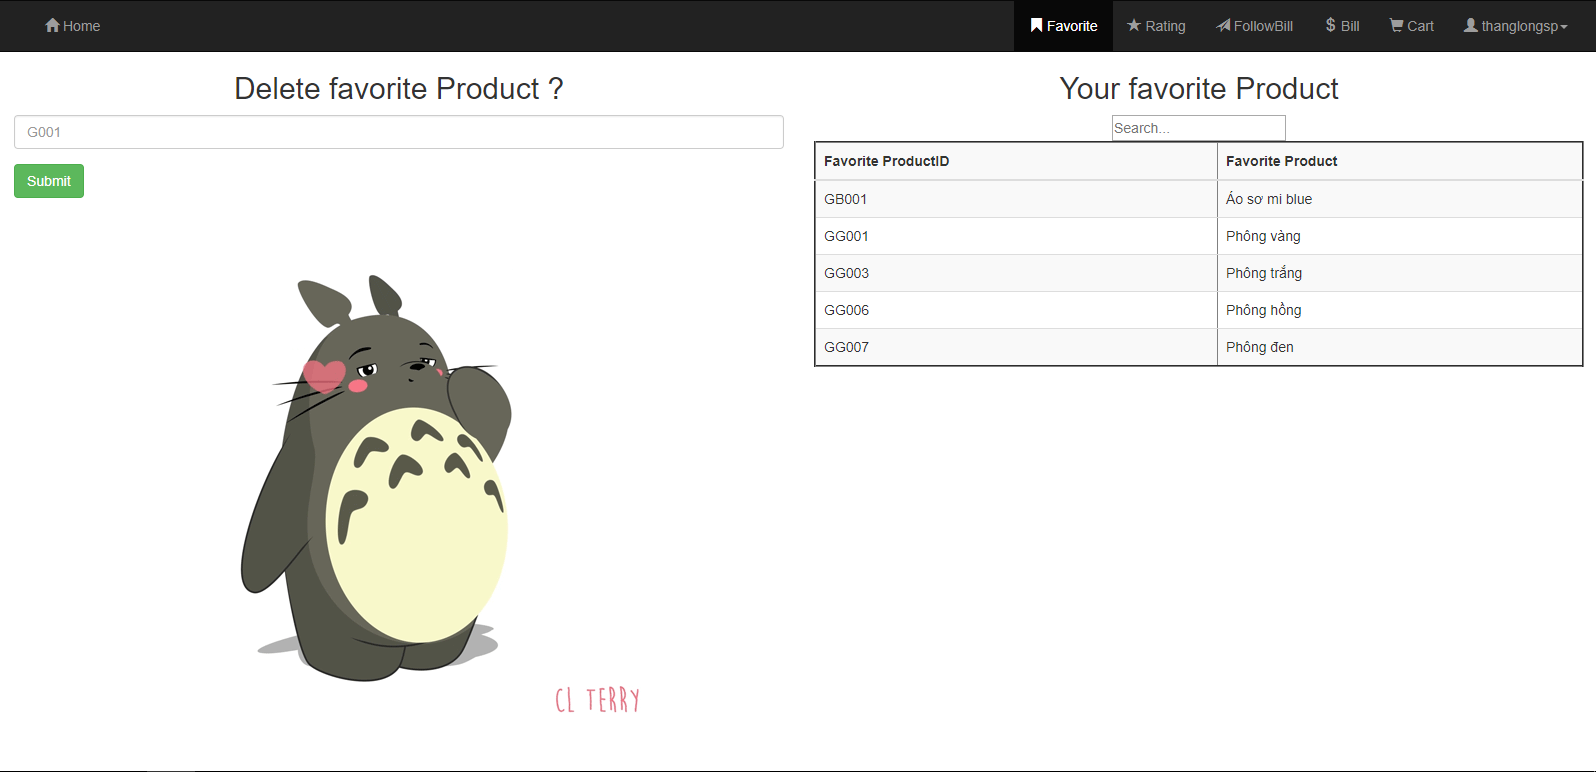 Home Favorite Rating FollowBill Bill Cart thanglongsp
Delete favorite Product ?
G001
Submit
CL TERRY
Your favorite Product
Search...
Favorite ProductID Favorite Product
GB001 Áo sơ mi blue
GG001 Phông vàng
GG003 Phông trắng
GG006 Phông hồng
GG007 Phông đen